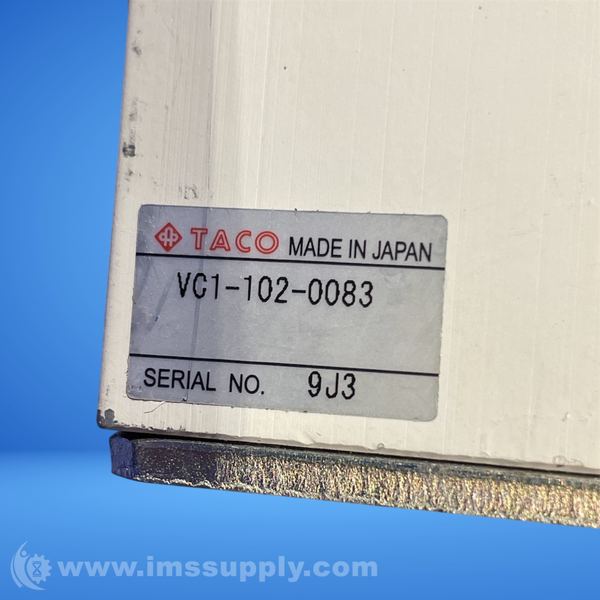 TACO MADE IN JAPAN
VC1-102-0083
SERIAL NO. 9J3
www.imssupply.com